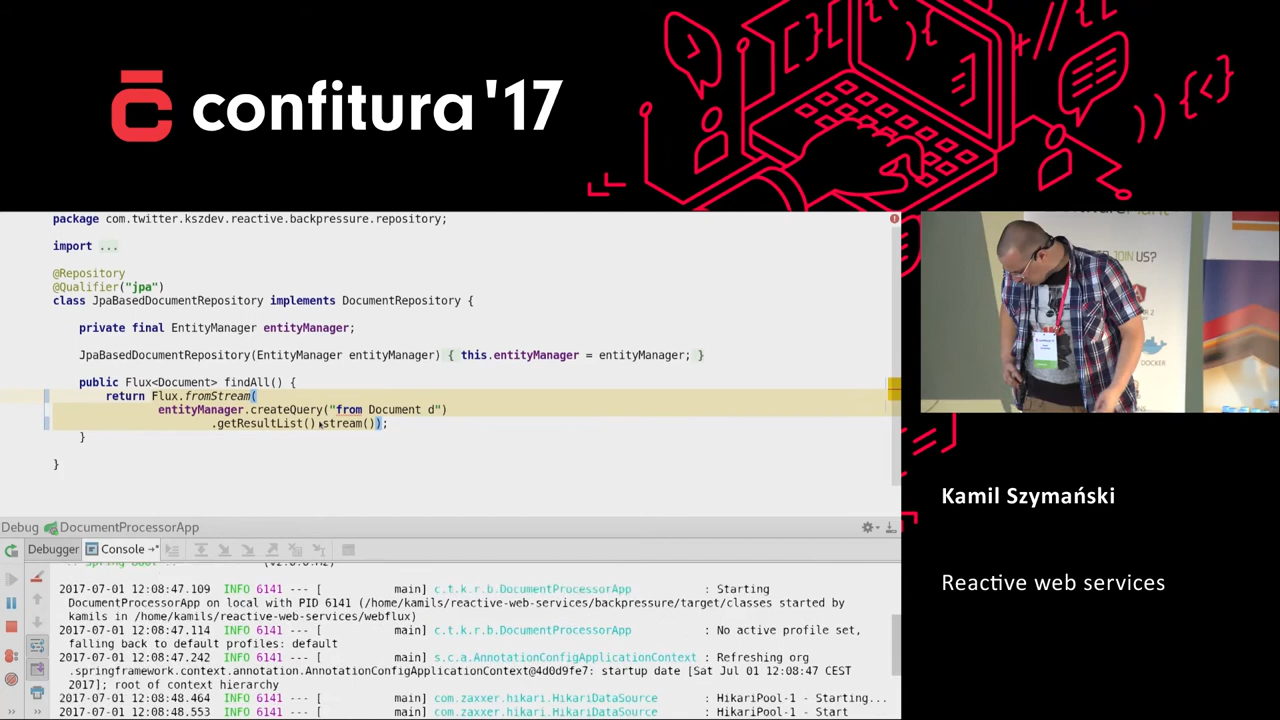 confitura '17
package com.twitter.kszdev.reactive.backpressure.repository;
import ...
@Repository
@Qualifier("jpa")
class JpaBasedDocumentRepository implements DocumentRepository {
private final EntityManager entityManager;
JpaBasedDocumentRepository(EntityManager entityManager) { this.entityManager = entityManager; }
public Flux<Document> findAll() {
return Flux.fromStream(
entityManager.createQuery("from Document d")
.getResultList().stream());
}
}
JOIN US?
DOCKER
Kamil Szymański
Reactive web services
Debug DocumentProcessorApp
Debugger Console
2017-07-01 12:08:47.109 INFO 6141 --- [ main] c.t.k.r.b.DocumentProcessorApp : Starting
DocumentProcessorApp on local with PID 6141 (/home/kamils/reactive-web-services/backpressure/target/classes started by
kamils in /home/kamils/reactive-web-services/webflux)
2017-07-01 12:08:47.114 INFO 6141 --- [ main] c.t.k.r.b.DocumentProcessorApp : No active profile set,
falling back to default profiles: default
2017-07-01 12:08:47.242 INFO 6141 --- [ main] s.c.a.AnnotationConfigApplicationContext : Refreshing org
.springframework.context.annotation.AnnotationConfigApplicationContext@4d0d9fe7: startup date [Sat Jul 01 12:08:47 CEST
2017]; root of context hierarchy
2017-07-01 12:08:48.464 INFO 6141 --- [ main] com.zaxxer.hikari.HikariDataSource : HikariPool-1 - Starting...
2017-07-01 12:08:48.553 INFO 6141 --- [ main] com.zaxxer.hikari.HikariDataSource : HikariPool-1 - Start